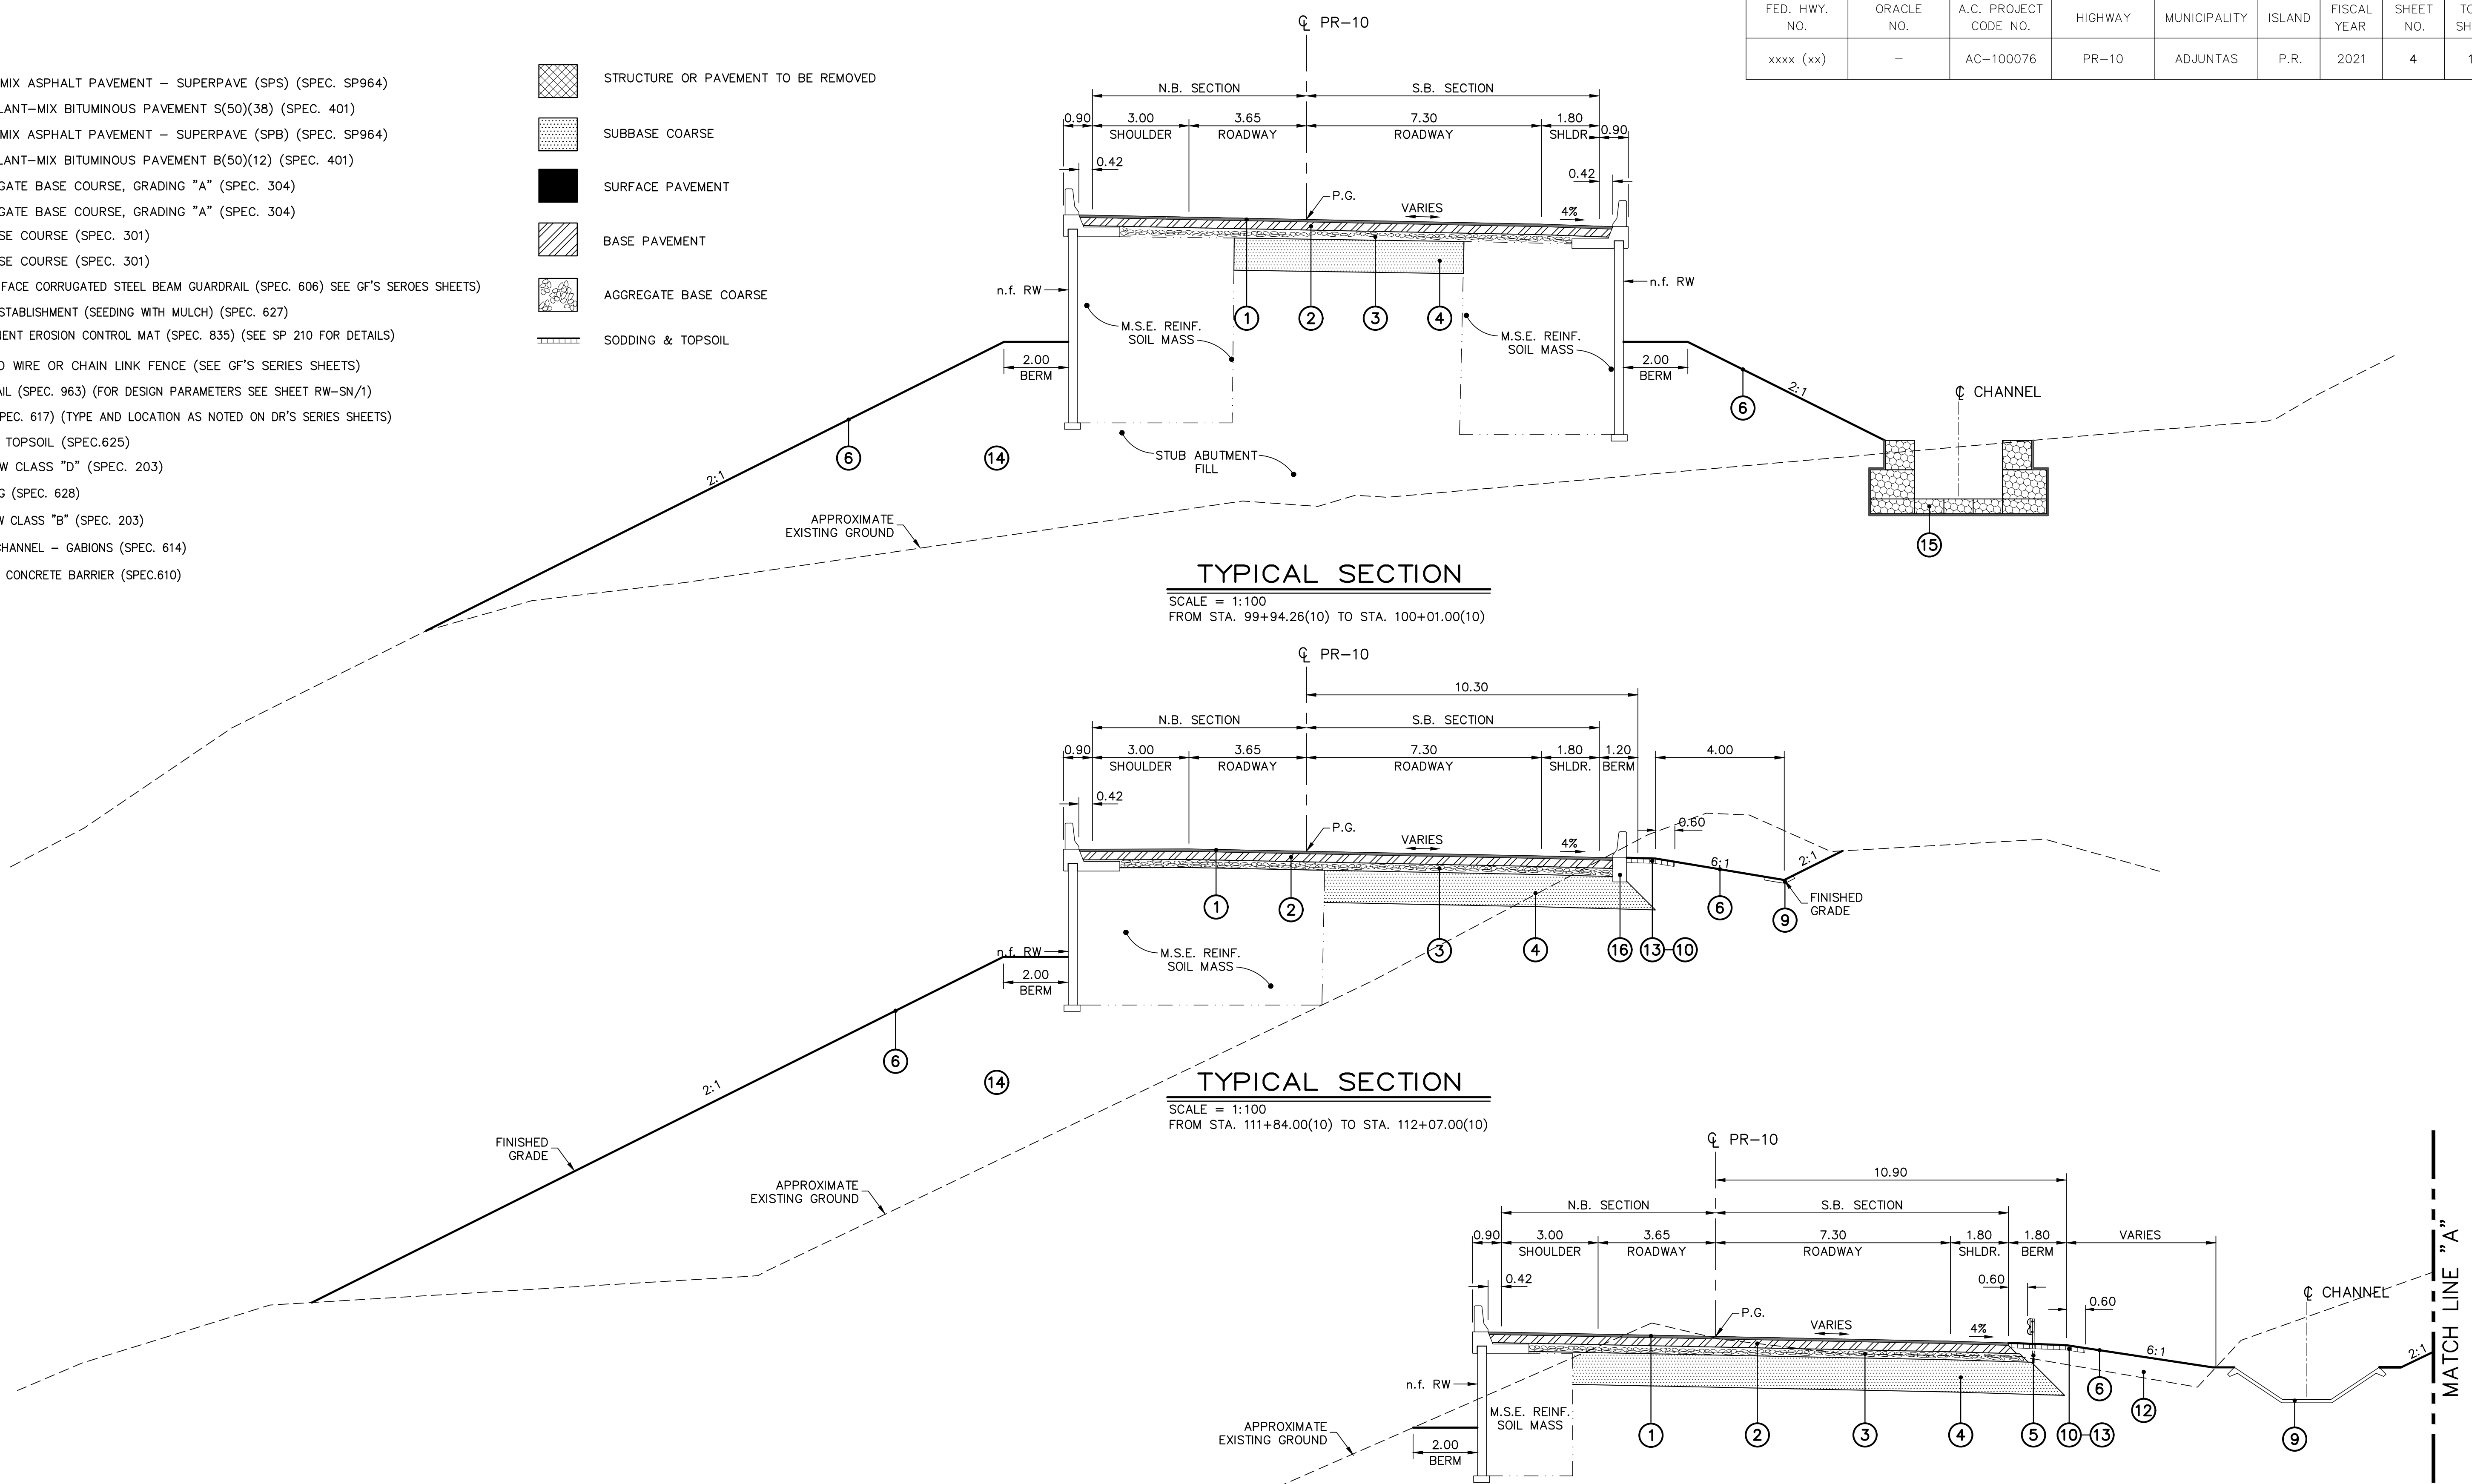 FED. HWY. NO.
ORACLE NO.
A.C. PROJECT CODE NO.
HIGHWAY
MUNICIPALITY
ISLAND
FISCAL YEAR
SHEET NO.
xxxx (xx)
–
AC–100076
PR–10
ADJUNTAS
P.R.
2021
4
MIX ASPHALT PAVEMENT – SUPERPAVE (SPS) (SPEC. SP964)
LANT–MIX BITUMINOUS PAVEMENT S(50)(38) (SPEC. 401)
MIX ASPHALT PAVEMENT – SUPERPAVE (SPB) (SPEC. SP964)
LANT–MIX BITUMINOUS PAVEMENT B(50)(12) (SPEC. 401)
GATE BASE COURSE, GRADING "A" (SPEC. 304)
GATE BASE COURSE, GRADING "A" (SPEC. 304)
SE COURSE (SPEC. 301)
SE COURSE (SPEC. 301)
FACE CORRUGATED STEEL BEAM GUARDRAIL (SPEC. 606) SEE GF'S SEROES SHEETS)
STABLISHMENT (SEEDING WITH MULCH) (SPEC. 627)
NENT EROSION CONTROL MAT (SPEC. 835) (SEE SP 210 FOR DETAILS)
D WIRE OR CHAIN LINK FENCE (SEE GF'S SERIES SHEETS)
AIL (SPEC. 963) (FOR DESIGN PARAMETERS SEE SHEET RW–SN/1)
PEC. 617) (TYPE AND LOCATION AS NOTED ON DR'S SERIES SHEETS)
TOPSOIL (SPEC.625)
W CLASS "D" (SPEC. 203)
G (SPEC. 628)
W CLASS "B" (SPEC. 203)
CHANNEL – GABIONS (SPEC. 614)
CONCRETE BARRIER (SPEC.610)
STRUCTURE OR PAVEMENT TO BE REMOVED
SUBBASE COARSE
SURFACE PAVEMENT
BASE PAVEMENT
AGGREGATE BASE COARSE
SODDING & TOPSOIL
℄ PR–10
N.B. SECTION
S.B. SECTION
0.90
3.00
3.65
7.30
1.80
0.90
SHOULDER
ROADWAY
ROADWAY
SHLDR.
0.42
0.42
P.G.
VARIES
4%
n.f. RW
n.f. RW
1
2
3
4
M.S.E. REINF.
SOIL MASS
M.S.E. REINF.
SOIL MASS
2.00
BERM
2.00
BERM
2:1
2:1
6
6
14
℄ CHANNEL
STUB ABUTMENT
FILL
15
APPROXIMATE
EXISTING GROUND
TYPICAL SECTION
SCALE = 1:100
FROM STA. 99+94.26(10) TO STA. 100+01.00(10)
℄ PR–10
10.30
N.B. SECTION
S.B. SECTION
0.90
3.00
3.65
7.30
1.80
1.20
4.00
SHOULDER
ROADWAY
ROADWAY
SHLDR.
BERM
0.42
0.60
P.G.
VARIES
4%
6:1
2:1
FINISHED
GRADE
1
2
3
4
16
13
10
6
9
n.f. RW
M.S.E. REINF.
SOIL MASS
2.00
BERM
6
14
2:1
FINISHED
GRADE
APPROXIMATE
EXISTING GROUND
TYPICAL SECTION
SCALE = 1:100
FROM STA. 111+84.00(10) TO STA. 112+07.00(10)
℄ PR–10
10.90
N.B. SECTION
S.B. SECTION
0.90
3.00
3.65
7.30
1.80
1.80
VARIES
SHOULDER
ROADWAY
ROADWAY
SHLDR.
BERM
0.42
0.60
0.60
P.G.
VARIES
4%
6:1
℄ CHANNEL
2:1
n.f. RW
M.S.E. REINF.
SOIL MASS
1
2
3
4
5
10
13
6
12
9
2.00
BERM
APPROXIMATE
EXISTING GROUND
MATCH LINE "A"